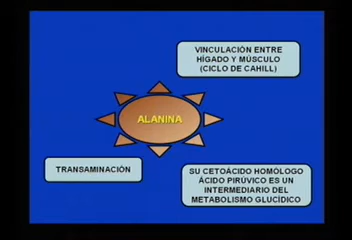 VINCULACIÓN ENTRE
HÍGADO Y MÚSCULO
(CICLO DE CAHILL)
ALANINA
TRANSAMINACIÓN
SU CETOÁCIDO HOMÓLOGO
ÁCIDO PIRÚVICO ES UN
INTERMEDIARIO DEL
METABOLISMO GLUCÍDICO